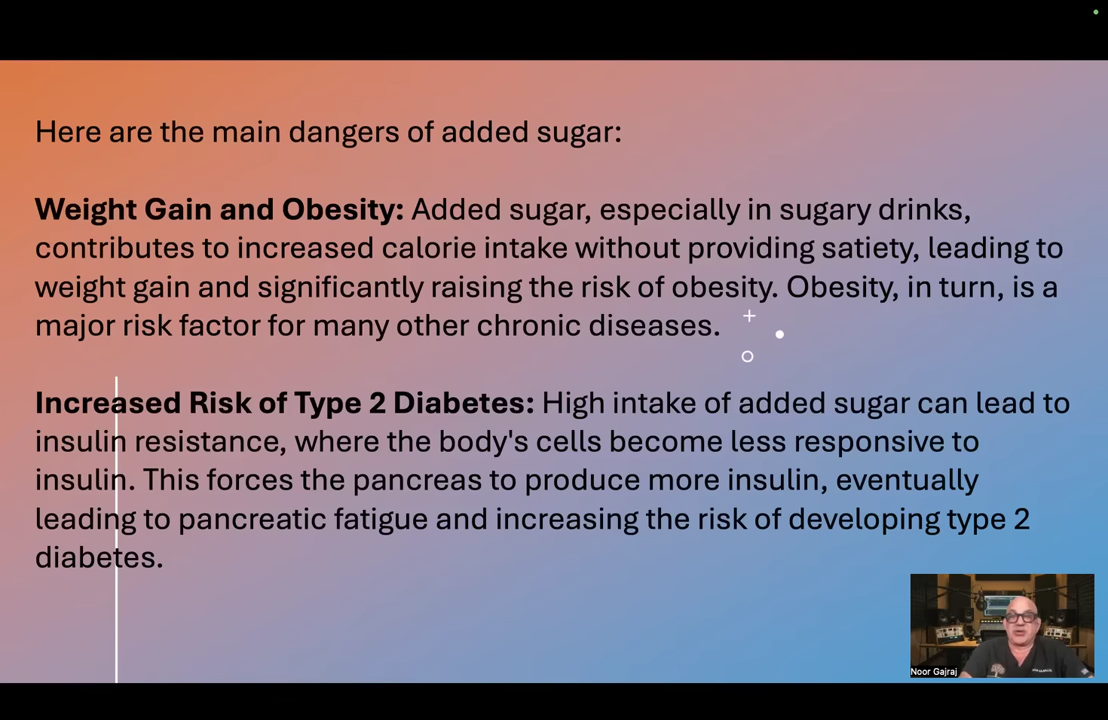 Here are the main dangers of added sugar:
Weight Gain and Obesity: Added sugar, especially in sugary drinks,
contributes to increased calorie intake without providing satiety, leading to
weight gain and significantly raising the risk of obesity. Obesity, in turn, is a
major risk factor for many other chronic diseases.
Increased Risk of Type 2 Diabetes: High intake of added sugar can lead to
insulin resistance, where the body's cells become less responsive to
insulin. This forces the pancreas to produce more insulin, eventually
leading to pancreatic fatigue and increasing the risk of developing type 2
diabetes.
Noor Gajraj